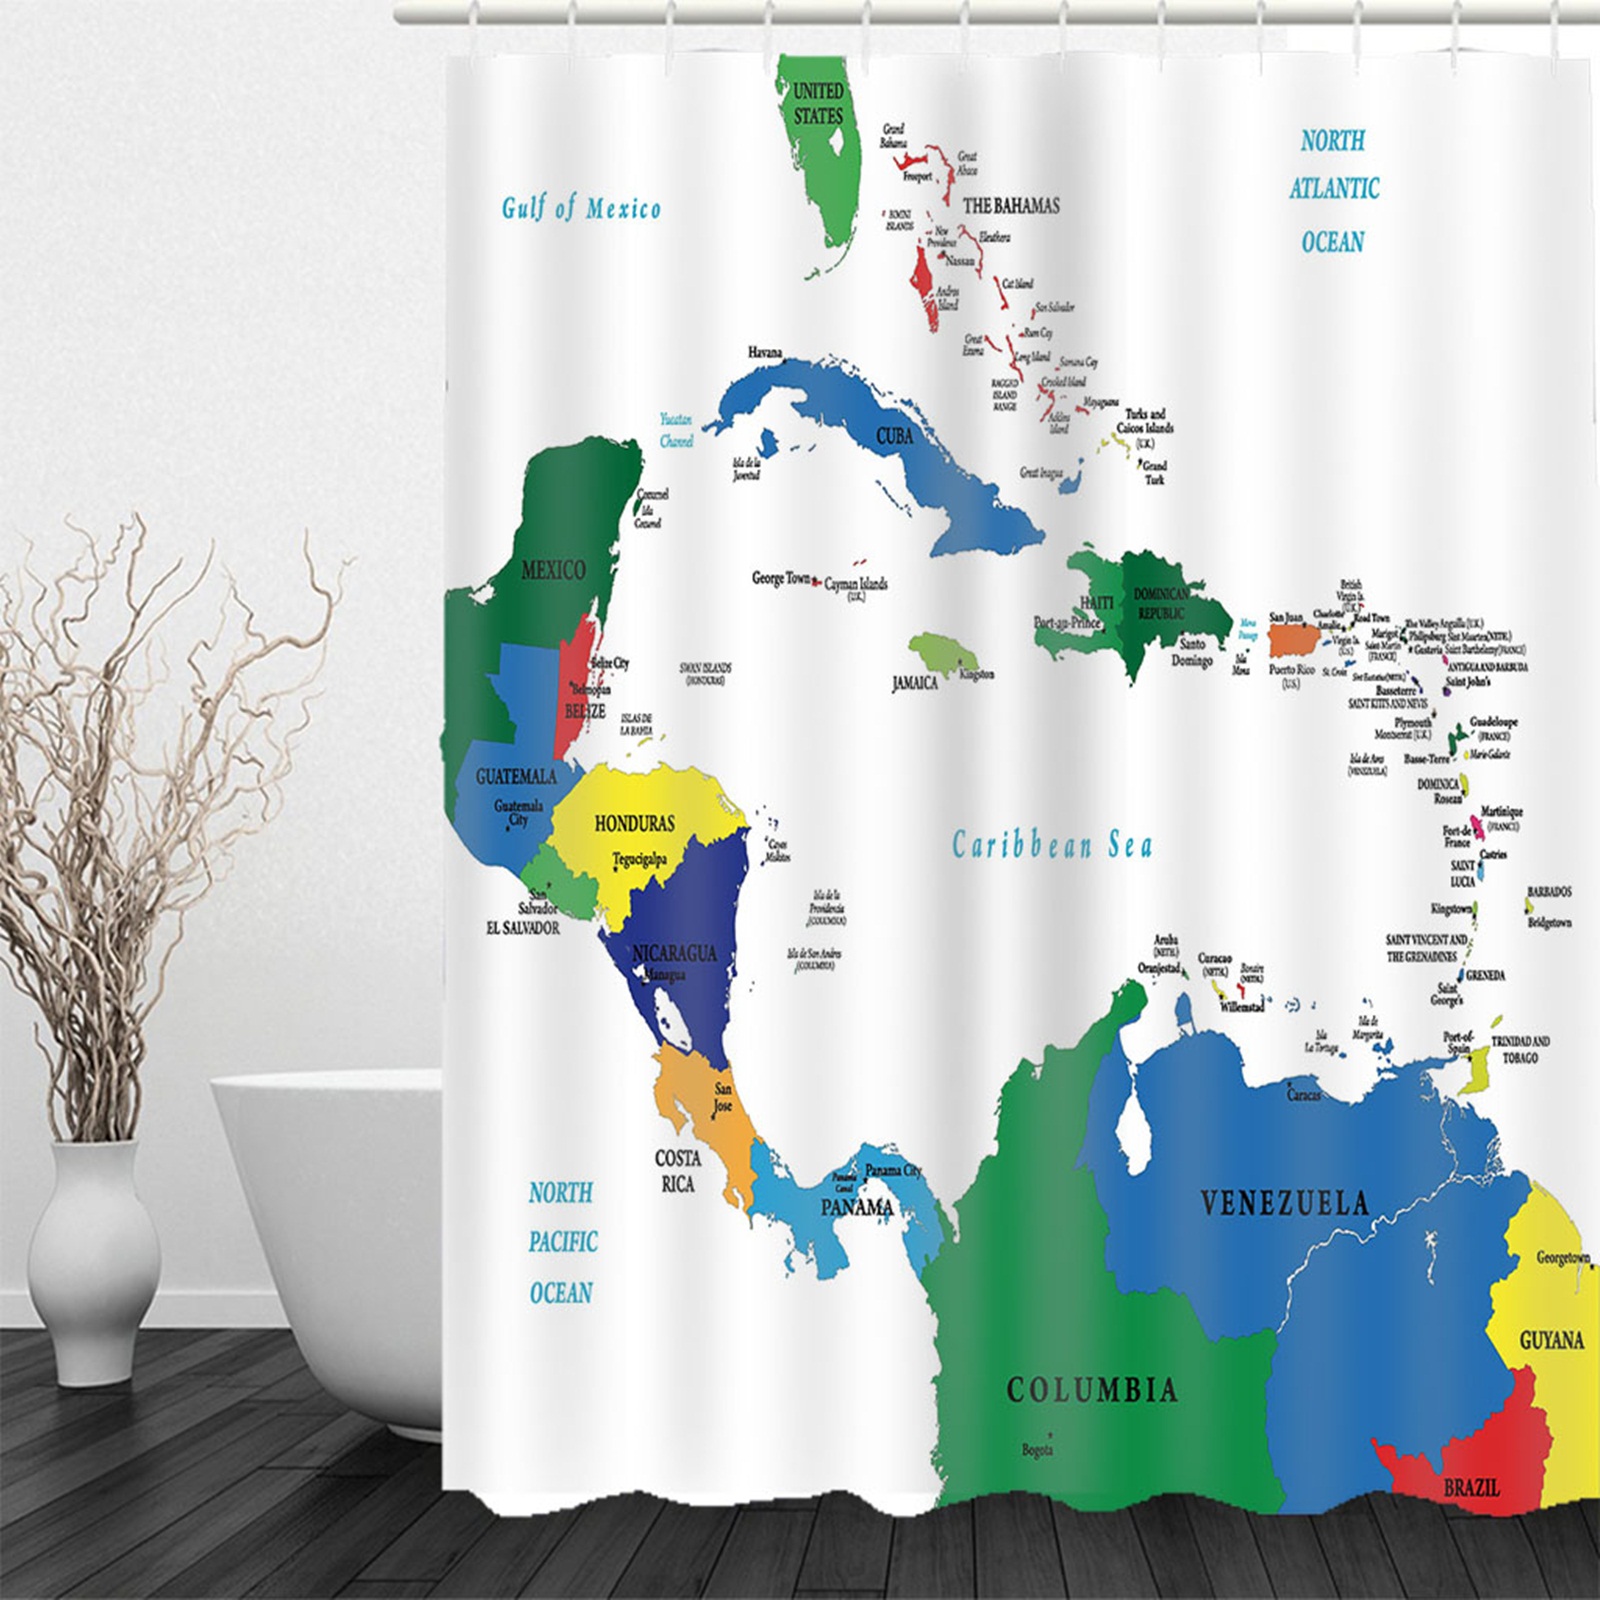 UNITED
STATES
Grand
Bahama
Freeport
Great
Abaco
THE BAHAMAS
NORTH
ATLANTIC
OCEAN
Gulf of Mexico
BIMINI
ISLANDS
New
Providence
Nassau
Eleuthera
Andros
Island
Cat Island
San Salvador
Rum Cay
Great
Exuma
Long Island
Samana Cay
RAGGED
ISLAND
RANGE
Crooked Island
Acklins
Island
Mayaguana
Havana
Yucatan
Channel
CUBA
Isla de la
Juventud
Turks and
Caicos Islands
(U.K.)
Grand
Turk
Great Inagua
Cozumel
Isla
Cozumel
MEXICO
George Town
Cayman Islands
(U.K.)
HAITI
Port-au-Prince
DOMINICAN
REPUBLIC
Santo
Domingo
Mona
Passage
Isla
Mona
San Juan
Puerto Rico
(U.S.)
British
Virgin Is.
(U.K.)
Charlotte
Amalie
Road Town
Virgin Is.
(U.S.)
St. Croix
The Valley Anguilla (U.K.)
Marigot
Saint Martin
(FRANCE)
Philipsburg Sint Maarten(NETH.)
Gustavia Saint Barthelemy(FRANCE)
ANTIGUA AND BARBUDA
Saint John's
Sint Eustatius(NETH.)
Basseterre
SAINT KITTS AND NEVIS
Plymouth
Montserrat (U.K.)
Guadeloupe
(FRANCE)
Basse-Terre
Marie-Galante
Isla de Aves
(VENEZUELA)
DOMINICA
Roseau
Martinique
(FRANCE)
Fort-de
France
Castries
SAINT
LUCIA
Kingstown
BARBADOS
Bridgetown
SAINT VINCENT AND
THE GRENADINES
GRENEDA
Saint
George's
Port-of-
Spain
TRINIDAD AND
TOBAGO
JAMAICA
Kingston
SWAN ISLANDS
(HONDURAS)
Belize City
Belmopan
BELIZE
ISLAS DE
LA BAHIA
GUATEMALA
Guatemala
City
HONDURAS
Tegucigalpa
Cayos
Miskitos
San
Salvador
EL SALVADOR
NICARAGUA
Managua
Isla de la
Providencia
(COLUMBIA)
Isla de San Andres
(COLUMBIA)
Caribbean Sea
Aruba
(NETH.)
Oranjestad
Curacao
(NETH.)
Bonaire
(NETH.)
Willemstad
Isla
La Tortuga
Isla de
Margarita
Caracas
San
Jose
COSTA
RICA
Panama
Canal
Panama City
PANAMA
NORTH
PACIFIC
OCEAN
VENEZUELA
Georgetown
GUYANA
COLUMBIA
Bogota
BRAZIL